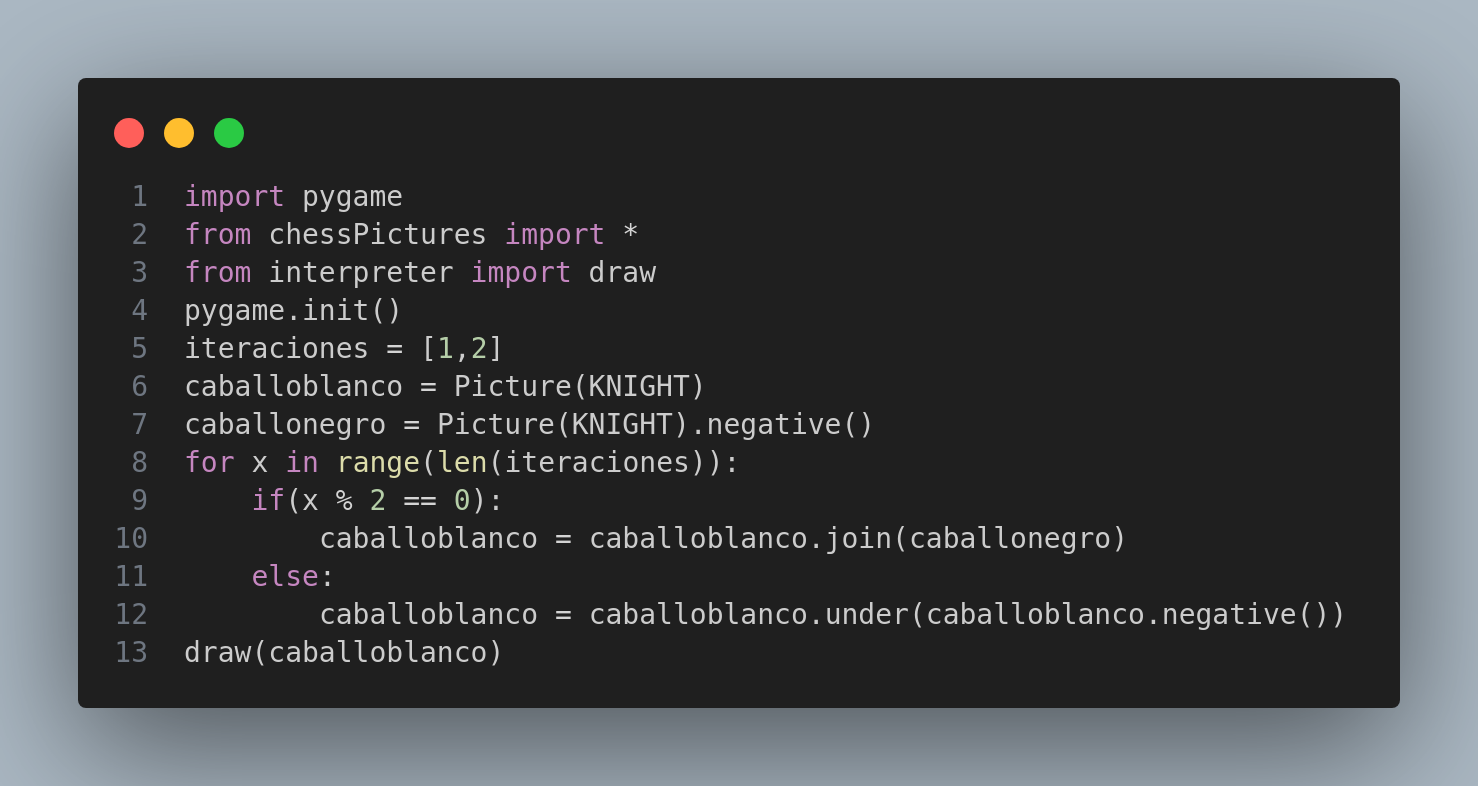 1 import pygame
2 from chessPictures import *
3 from interpreter import draw
4 pygame.init()
5 iteraciones = [1,2]
6 caballoblanco = Picture(KNIGHT)
7 caballonegro = Picture(KNIGHT).negative()
8 for x in range(len(iteraciones)):
9     if(x % 2 == 0):
10         caballoblanco = caballoblanco.join(caballonegro)
11     else:
12         caballoblanco = caballoblanco.under(caballoblanco.negative())
13 draw(caballoblanco)